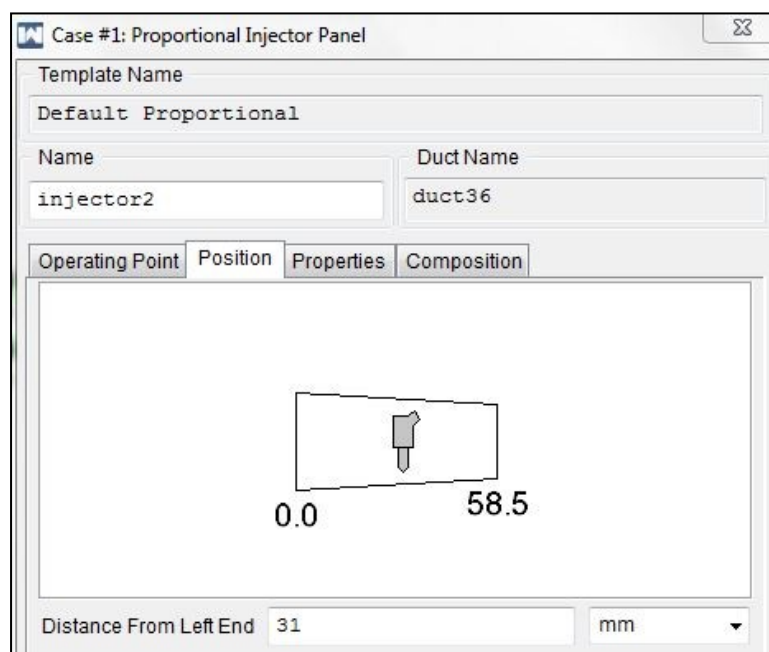 Case #1: Proportional Injector Panel
Template Name
Default Proportional
Name Duct Name
injector2 duct36
Operating Point Position Properties Composition
0.0 58.5
Distance From Left End 31 mm